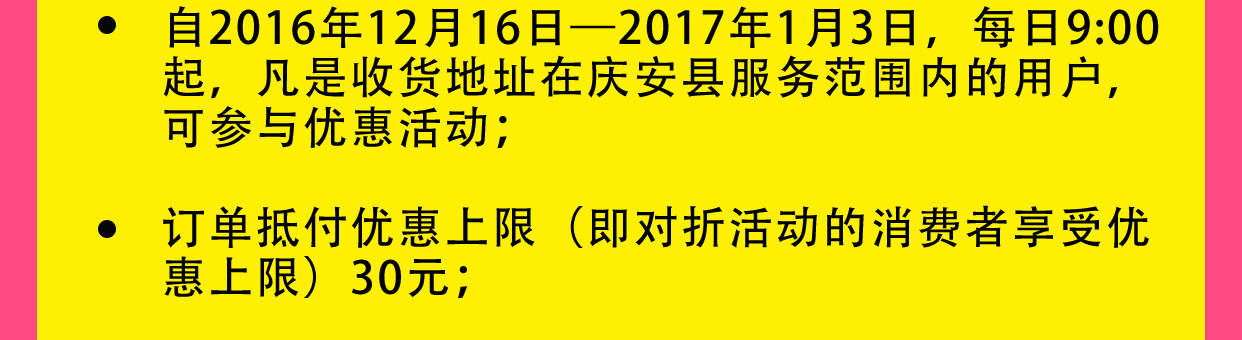 • 自2016年12月16日—2017年1月3日，每日9:00
起，凡是收货地址在庆安县服务范围内的用户，
可参与优惠活动；
• 订单抵付优惠上限（即对折活动的消费者享受优
惠上限）30元；